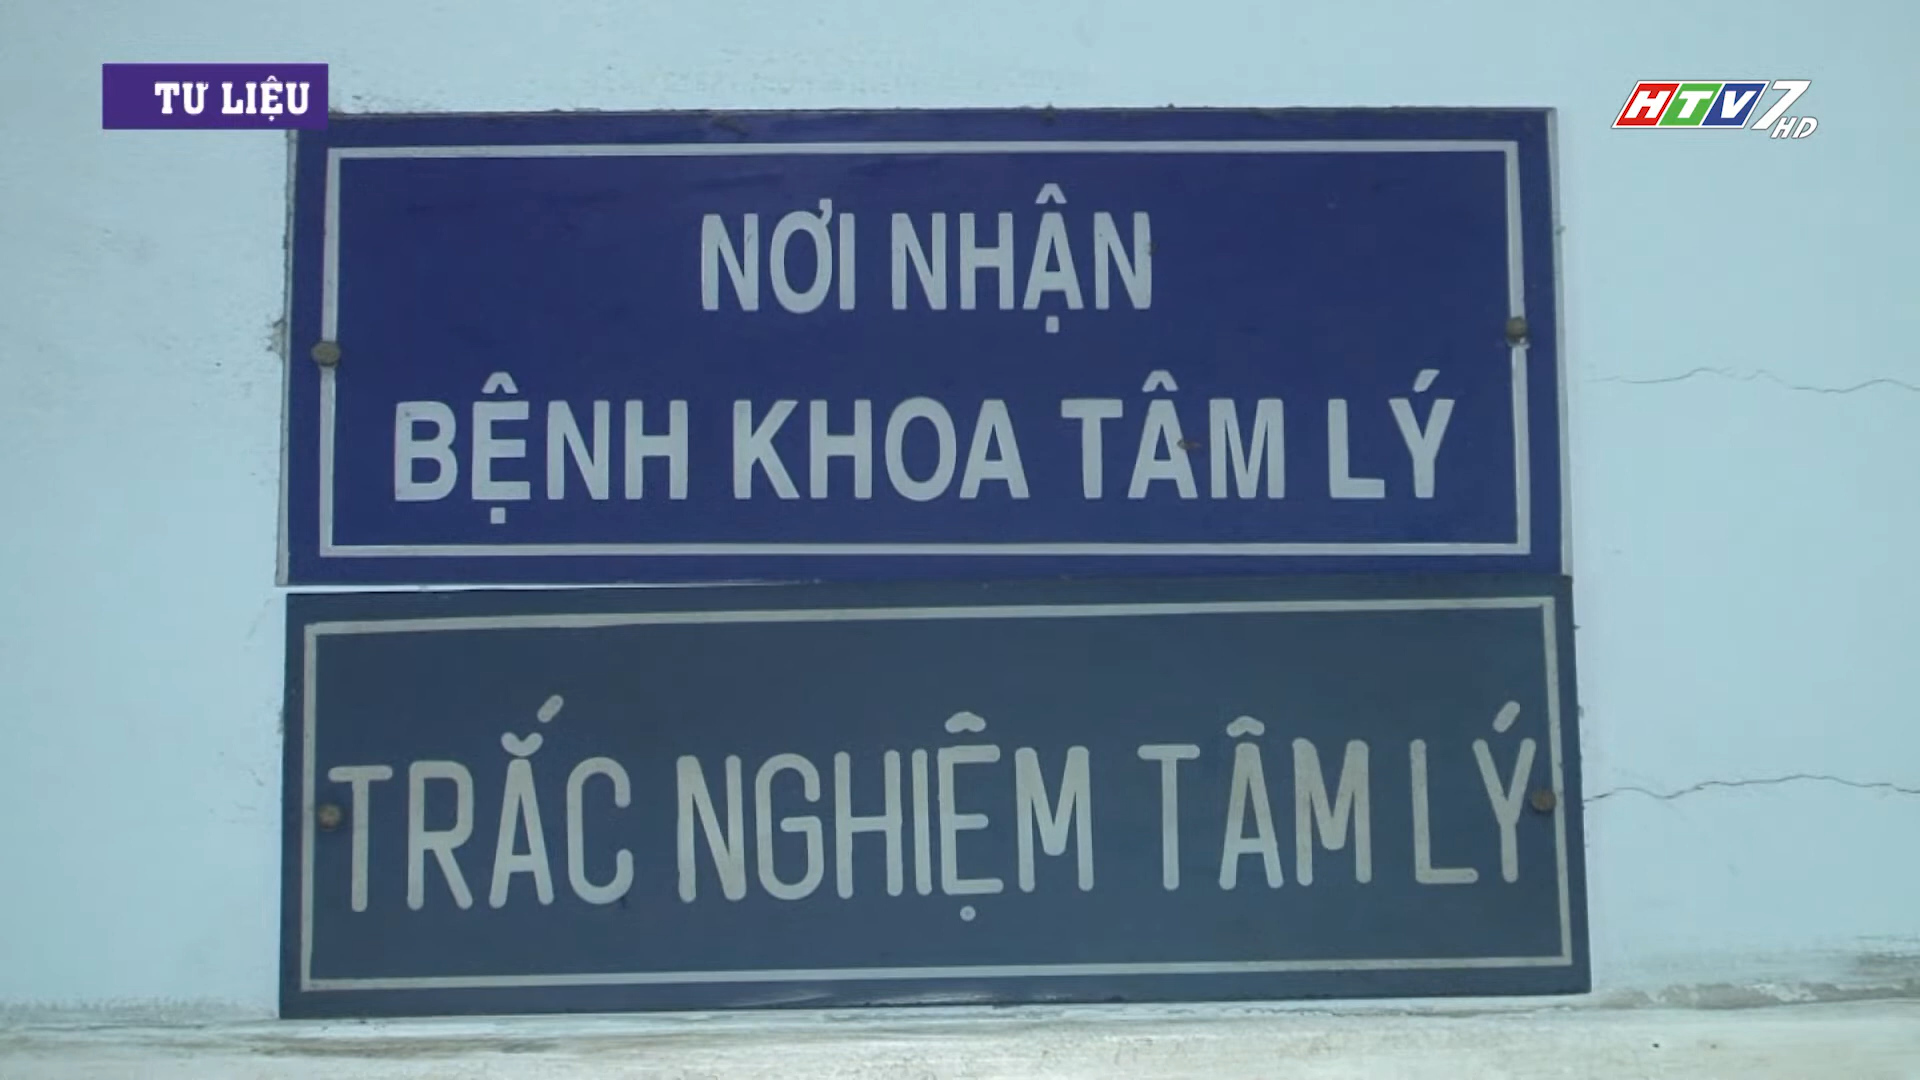 TƯ LIỆU
HTV7 HD
NƠI NHẬN
BỆNH KHOA TÂM LÝ
TRẮC NGHIỆM TÂM LÝ